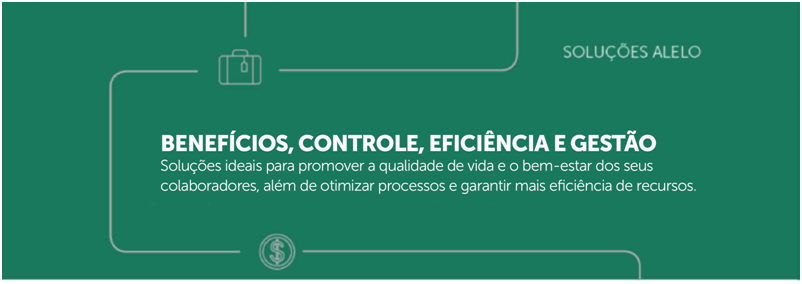 SOLUÇÕES ALELO
BENEFÍCIOS, CONTROLE, EFICIÊNCIA E GESTÃO
Soluções ideais para promover a qualidade de vida e o bem-estar dos seus
colaboradores, além de otimizar processos e garantir mais eficiência de recursos.
$